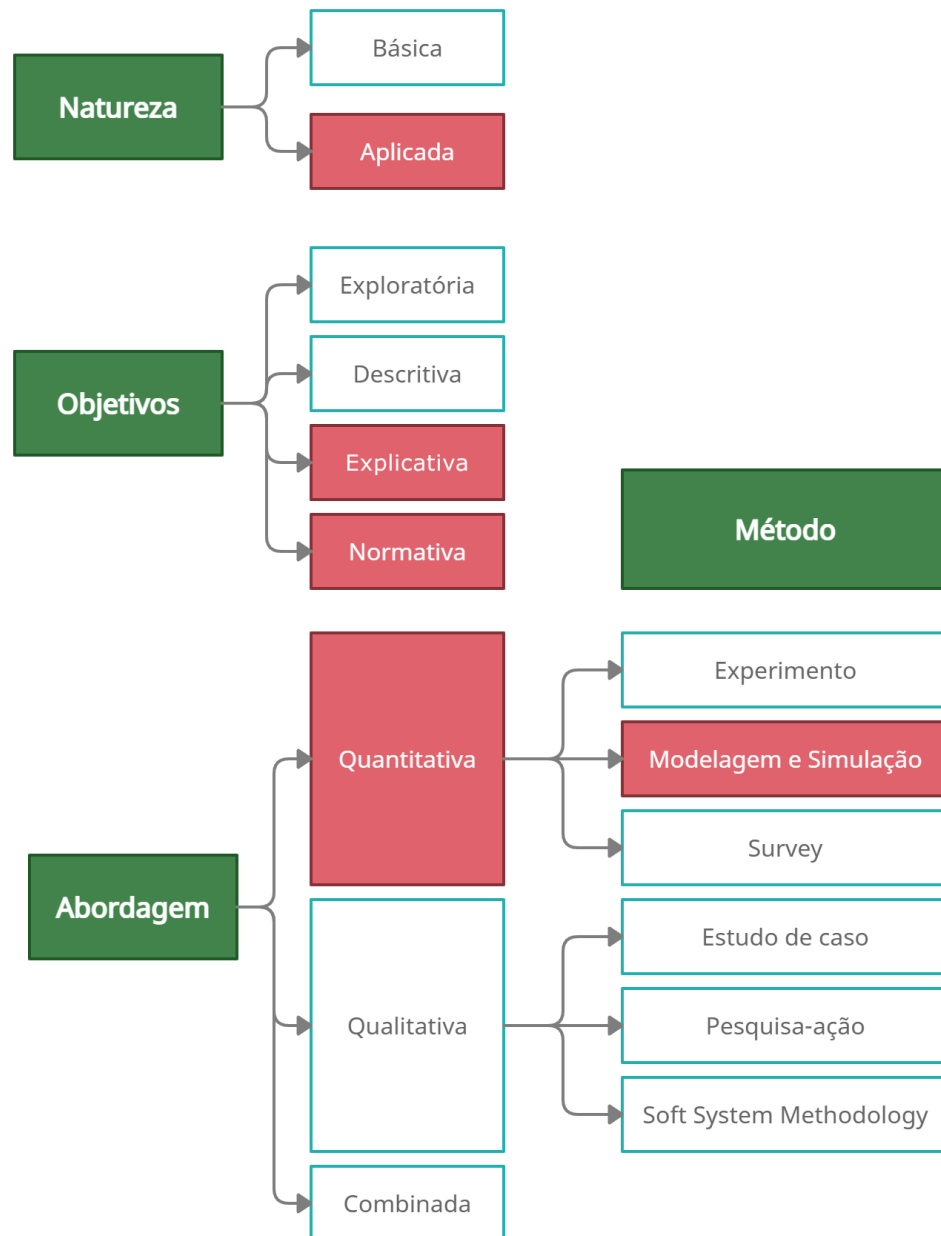 Natureza
Básica
Aplicada
Objetivos
Exploratória
Descritiva
Explicativa
Normativa
Método
Abordagem
Quantitativa
Experimento
Modelagem e Simulação
Survey
Qualitativa
Estudo de caso
Pesquisa-ação
Soft System Methodology
Combinada